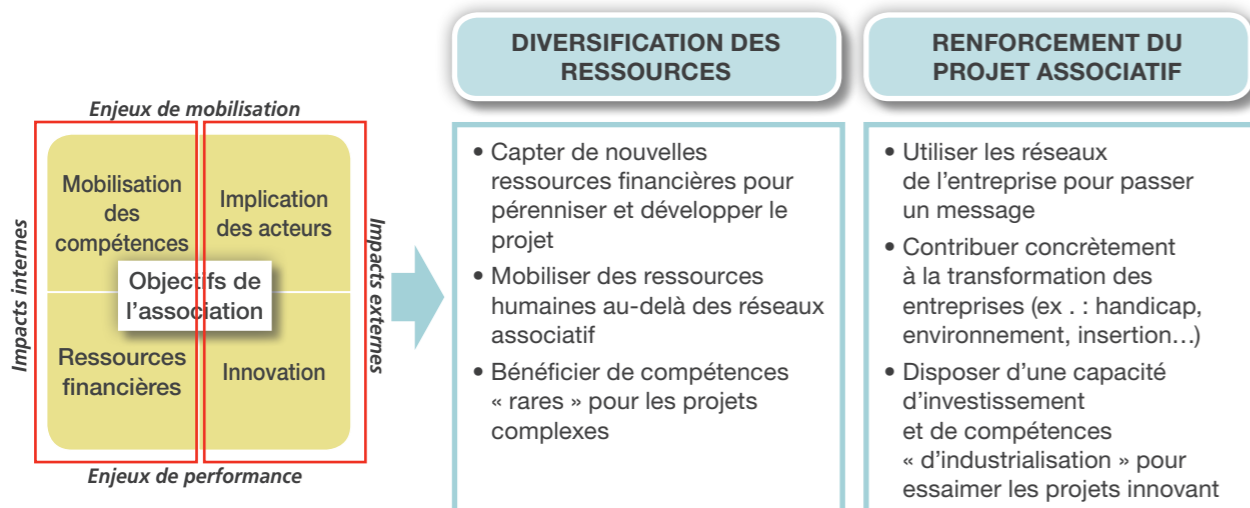 Enjeux de mobilisation
Impacts internes
Mobilisation
des
compétences
Implication
des acteurs
Objectifs de
l'association
Ressources
financières
Innovation
Impacts externes
Enjeux de performance
DIVERSIFICATION DES
RESSOURCES
• Capter de nouvelles
ressources financières pour
pérenniser et développer le
projet
• Mobiliser des ressources
humaines au-delà des réseaux
associatif
• Bénéficier de compétences
« rares » pour les projets
complexes
RENFORCEMENT DU
PROJET ASSOCIATIF
• Utiliser les réseaux
de l'entreprise pour passer
un message
• Contribuer concrètement
à la transformation des
entreprises (ex . : handicap,
environnement, insertion…)
• Disposer d'une capacité
d'investissement
et de compétences
« d'industrialisation » pour
essaimer les projets innovant